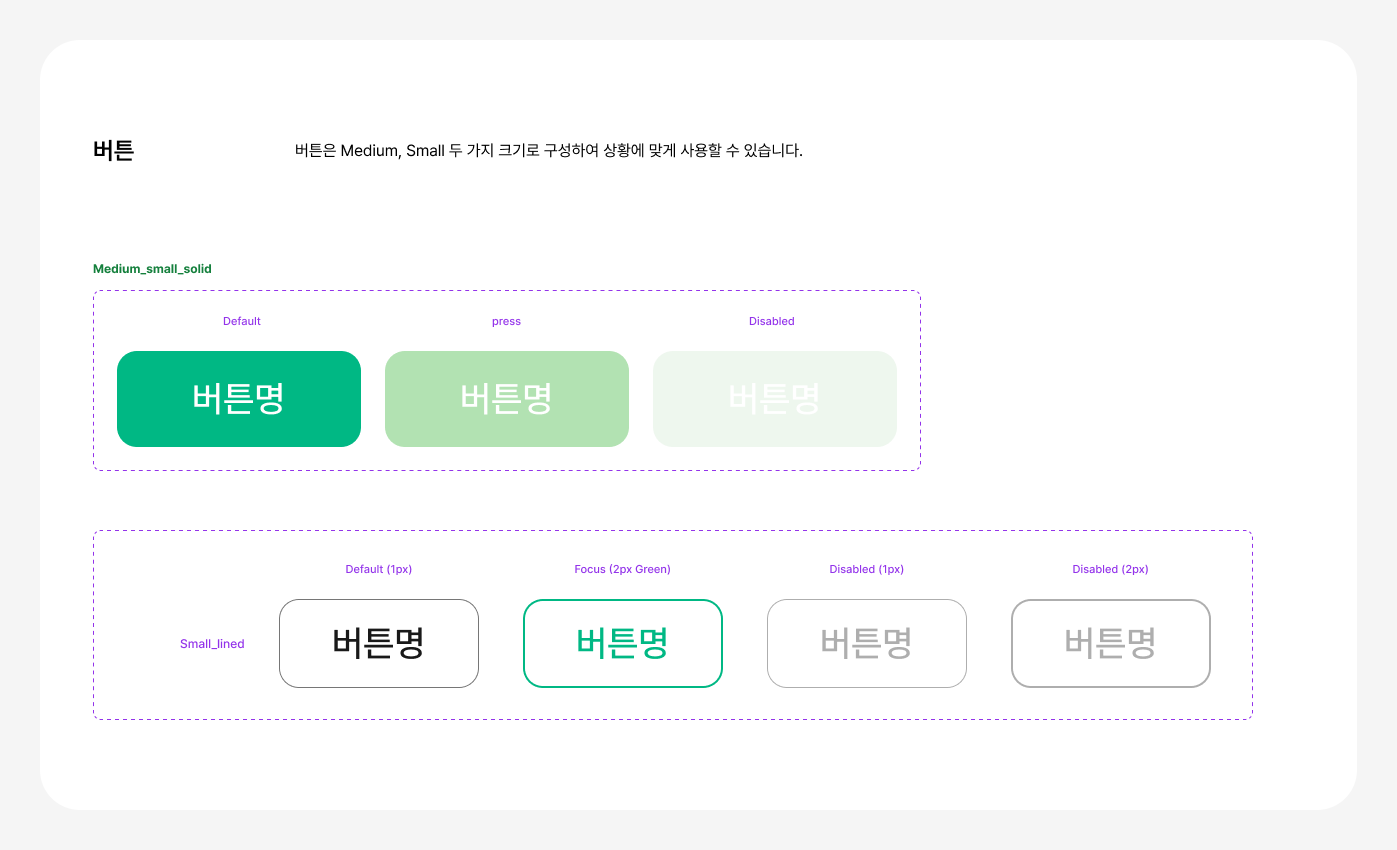 버튼
버튼은 Medium, Small 두 가지 크기로 구성하여 상황에 맞게 사용할 수 있습니다.
Medium_small_solid
Default
press
Disabled
버튼명
버튼명
버튼명
Default (1px)
Focus (2px Green)
Disabled (1px)
Disabled (2px)
Small_lined
버튼명
버튼명
버튼명
버튼명